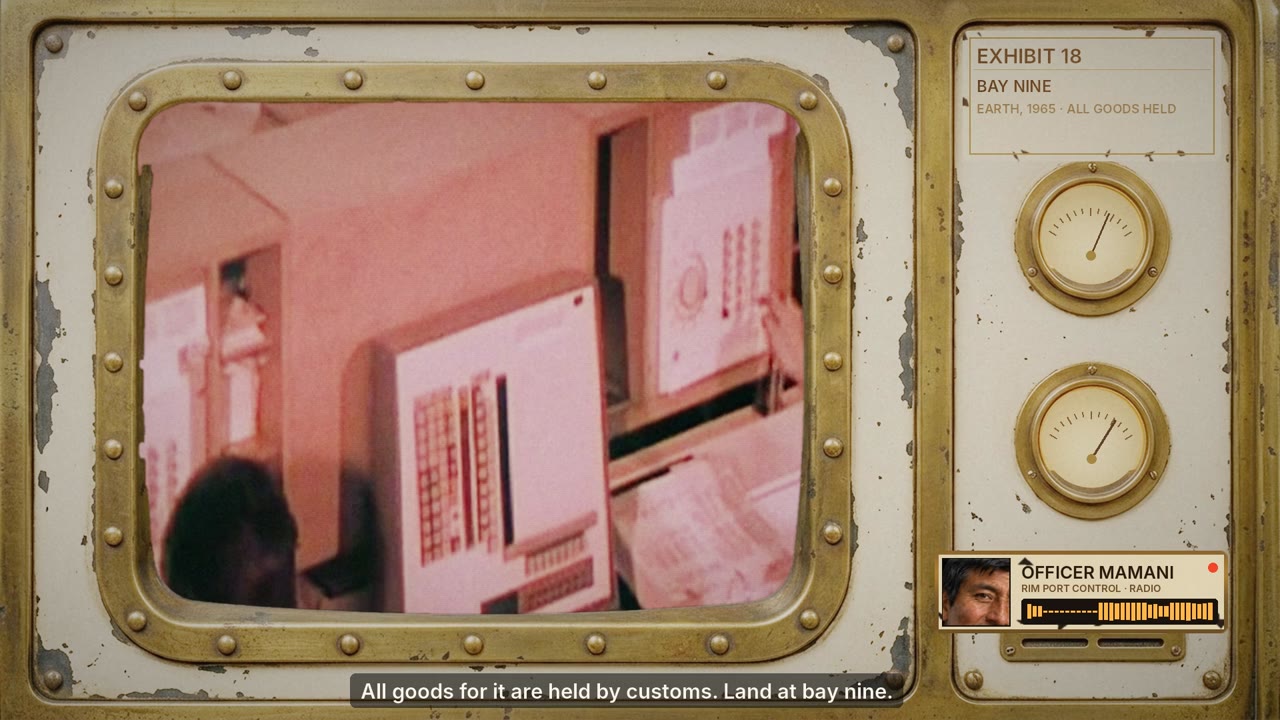 EXHIBIT 18
BAY NINE
EARTH, 1965 · ALL GOODS HELD
OFFICER MAMANI
RIM PORT CONTROL · RADIO
All goods for it are held by customs. Land at bay nine.